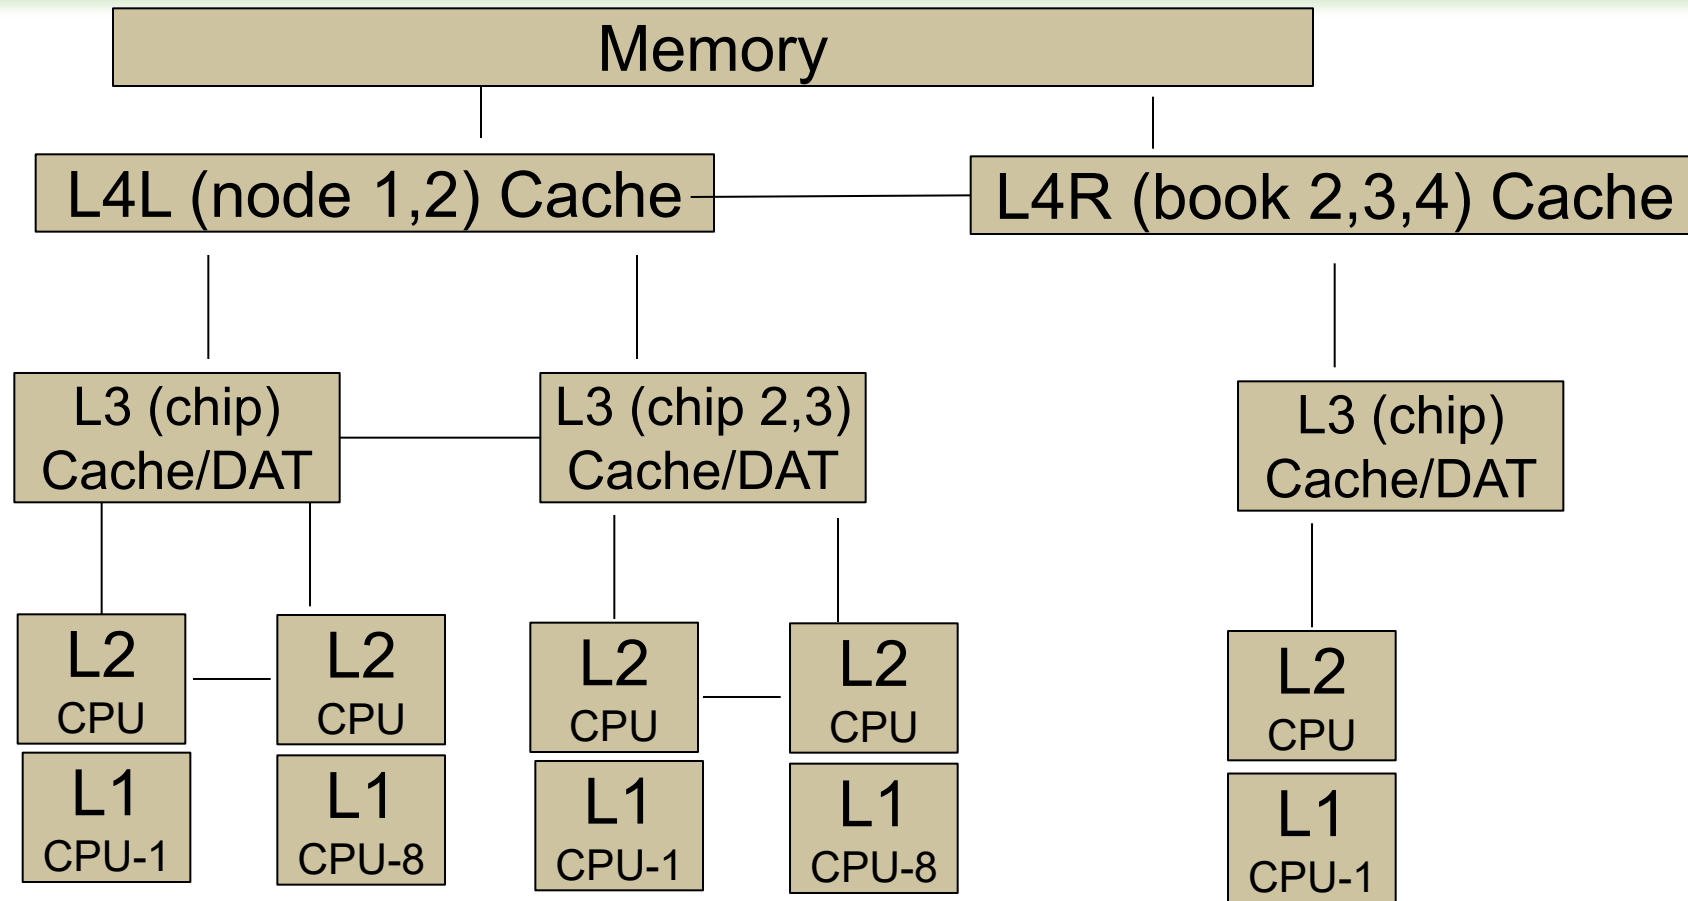 Memory
L4L (node 1,2) Cache
L4R (book 2,3,4) Cache
L3 (chip)
Cache/DAT
L3 (chip 2,3)
Cache/DAT
L3 (chip)
Cache/DAT
L2
CPU
L2
CPU
L2
CPU
L2
CPU
L2
CPU
L1
CPU-1
L1
CPU-8
L1
CPU-1
L1
CPU-8
L1
CPU-1